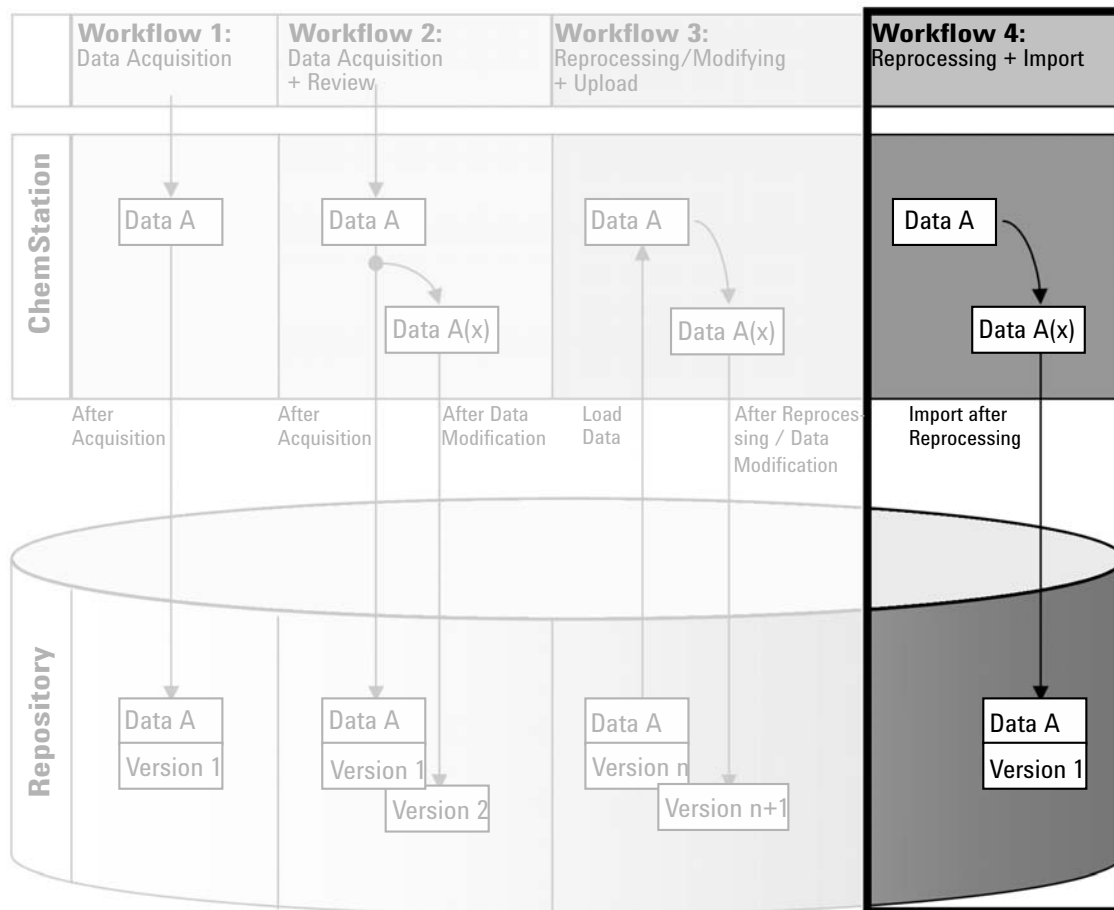 Workflow 1:
Data Acquisition
Workflow 2:
Data Acquisition
+ Review
Workflow 3:
Reprocessing/Modifying
+ Upload
Workflow 4:
Reprocessing + Import
ChemStation
Data A
Data A
Data A(x)
Data A
Data A(x)
Data A
Data A(x)
After
Acquisition
After
Acquisition
After Data
Modification
Load
Data
After Reproces-
sing / Data
Modification
Import after
Reprocessing
Repository
Data A
Version 1
Data A
Version 1
Version 2
Data A
Version n
Version n+1
Data A
Version 1